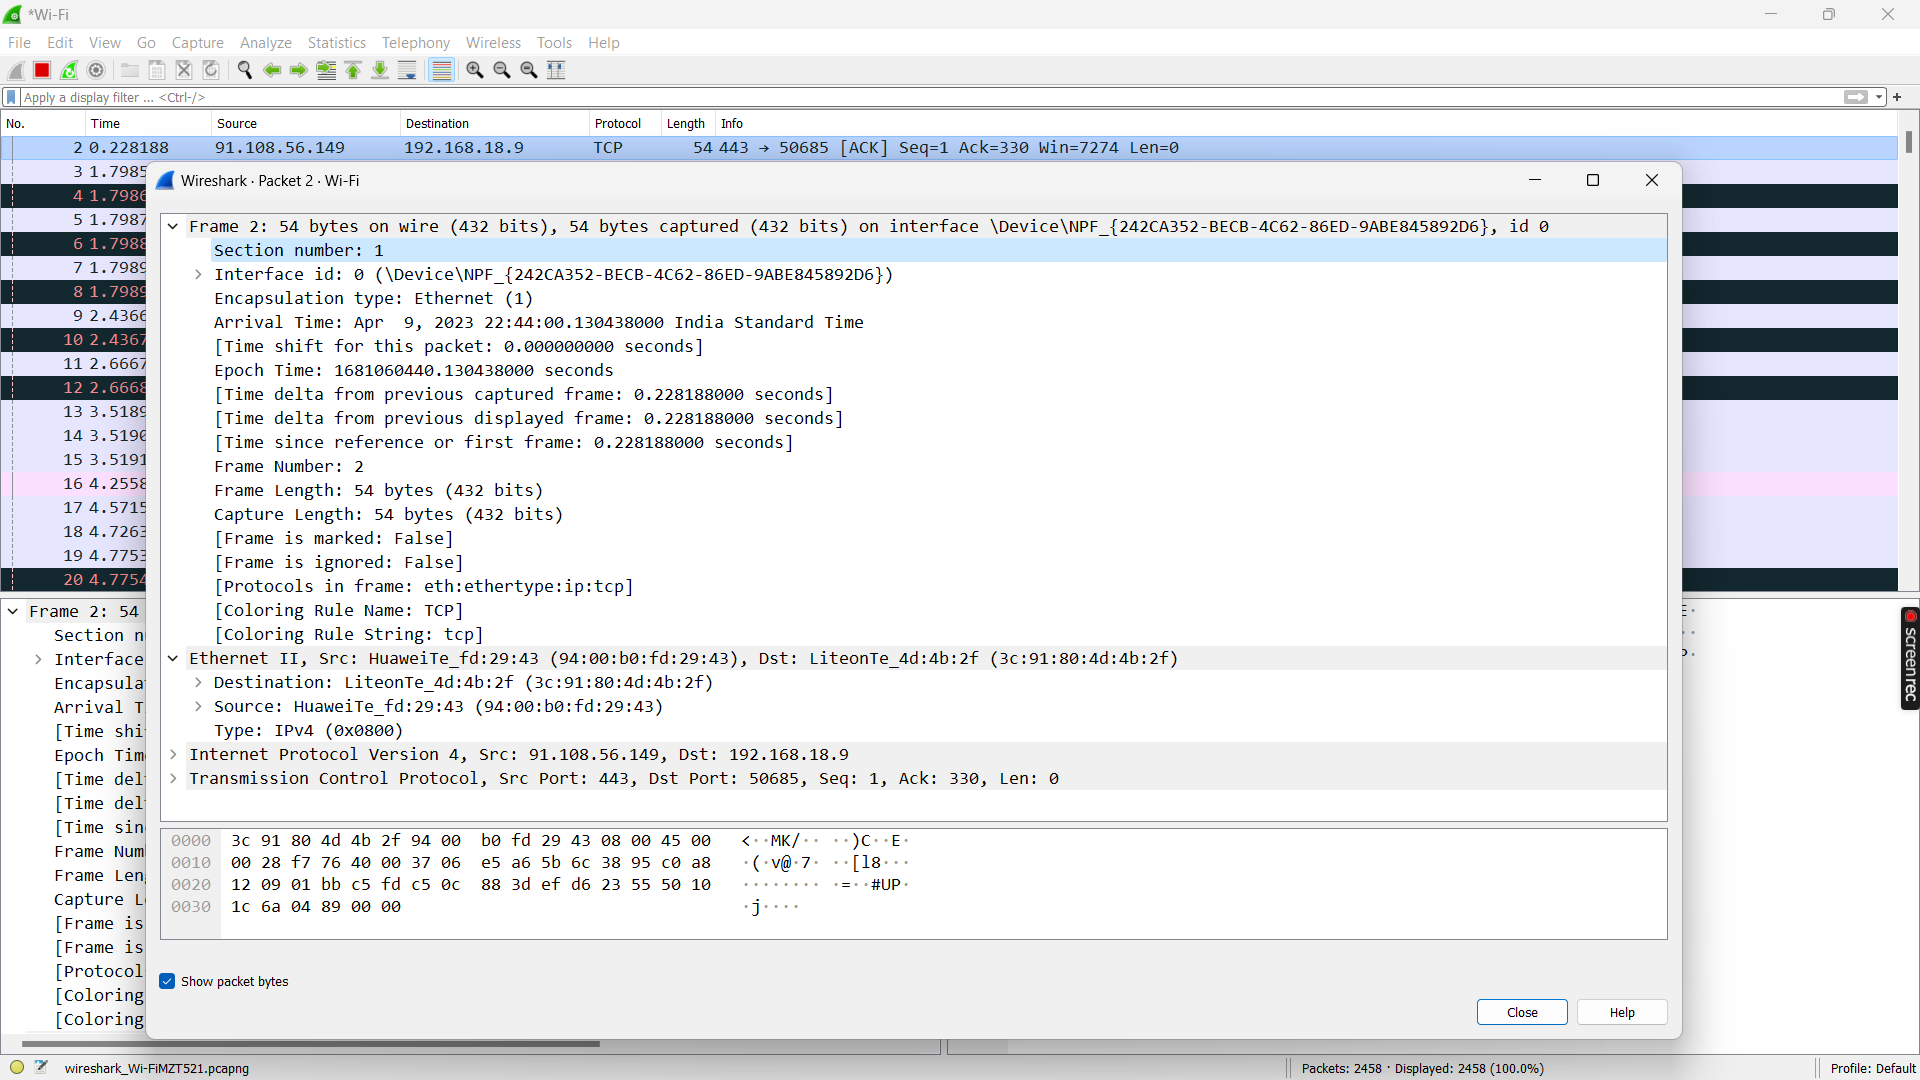 *Wi-Fi
File Edit View Go Capture Analyze Statistics Telephony Wireless Tools Help
Apply a display filter ... <Ctrl-/>
No. Time Source Destination Protocol Length Info
2 0.228188 91.108.56.149 192.168.18.9 TCP 54 443 → 50685 [ACK] Seq=1 Ack=330 Win=7274 Len=0
3 1.7985
4 1.7986
5 1.7987
6 1.7988
7 1.7989
8 1.7989
9 2.4366
10 2.4367
11 2.6667
12 2.6668
13 3.5189
14 3.5190
15 3.5191
16 4.2558
17 4.5715
18 4.7263
19 4.7753
20 4.7754
Wireshark · Packet 2 · Wi-Fi
Frame 2: 54 bytes on wire (432 bits), 54 bytes captured (432 bits) on interface \Device\NPF_{242CA352-BECB-4C62-86ED-9ABE845892D6}, id 0
Section number: 1
Interface id: 0 (\Device\NPF_{242CA352-BECB-4C62-86ED-9ABE845892D6})
Encapsulation type: Ethernet (1)
Arrival Time: Apr  9, 2023 22:44:00.130438000 India Standard Time
[Time shift for this packet: 0.000000000 seconds]
Epoch Time: 1681060440.130438000 seconds
[Time delta from previous captured frame: 0.228188000 seconds]
[Time delta from previous displayed frame: 0.228188000 seconds]
[Time since reference or first frame: 0.228188000 seconds]
Frame Number: 2
Frame Length: 54 bytes (432 bits)
Capture Length: 54 bytes (432 bits)
[Frame is marked: False]
[Frame is ignored: False]
[Protocols in frame: eth:ethertype:ip:tcp]
[Coloring Rule Name: TCP]
[Coloring Rule String: tcp]
Ethernet II, Src: HuaweiTe_fd:29:43 (94:00:b0:fd:29:43), Dst: LiteonTe_4d:4b:2f (3c:91:80:4d:4b:2f)
Destination: LiteonTe_4d:4b:2f (3c:91:80:4d:4b:2f)
Source: HuaweiTe_fd:29:43 (94:00:b0:fd:29:43)
Type: IPv4 (0x0800)
Internet Protocol Version 4, Src: 91.108.56.149, Dst: 192.168.18.9
Transmission Control Protocol, Src Port: 443, Dst Port: 50685, Seq: 1, Ack: 330, Len: 0
0000 3c 91 80 4d 4b 2f 94 00 b0 fd 29 43 08 00 45 00 <··MK/·· ··)C··E·
0010 00 28 f7 76 40 00 37 06 e5 a6 5b 6c 38 95 c0 a8 ·(·v@·7· ··[l8···
0020 12 09 01 bb c5 fd c5 0c 88 3d ef d6 23 55 50 10 ········ ·=··#UP·
0030 1c 6a 04 89 00 00 ·j····
Show packet bytes
Close Help
Frame 2: 54
Section n
Interface
Encapsula
Arrival T
[Time shi
Epoch Tim
[Time del
[Time del
[Time sin
Frame Num
Frame Len
Capture L
[Frame is
[Frame is
[Protocol
[Coloring
[Coloring
screenrec
wireshark_Wi-FiMZT521.pcapng
Packets: 2458 · Displayed: 2458 (100.0%)
Profile: Default